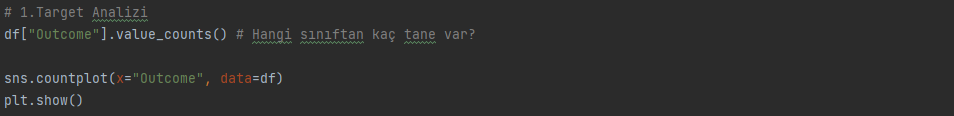 # 1.Target Analizi
df["Outcome"].value_counts() # Hangi sınıftan kaç tane var?
sns.countplot(x="Outcome", data=df)
plt.show()